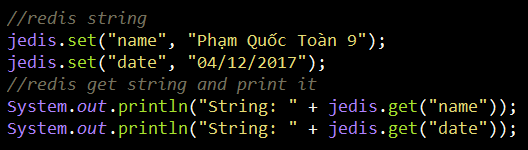 //redis string
jedis.set("name", "Phạm Quốc Toàn 9");
jedis.set("date", "04/12/2017");
//redis get string and print it
System.out.println("String: " + jedis.get("name"));
System.out.println("String: " + jedis.get("date"));